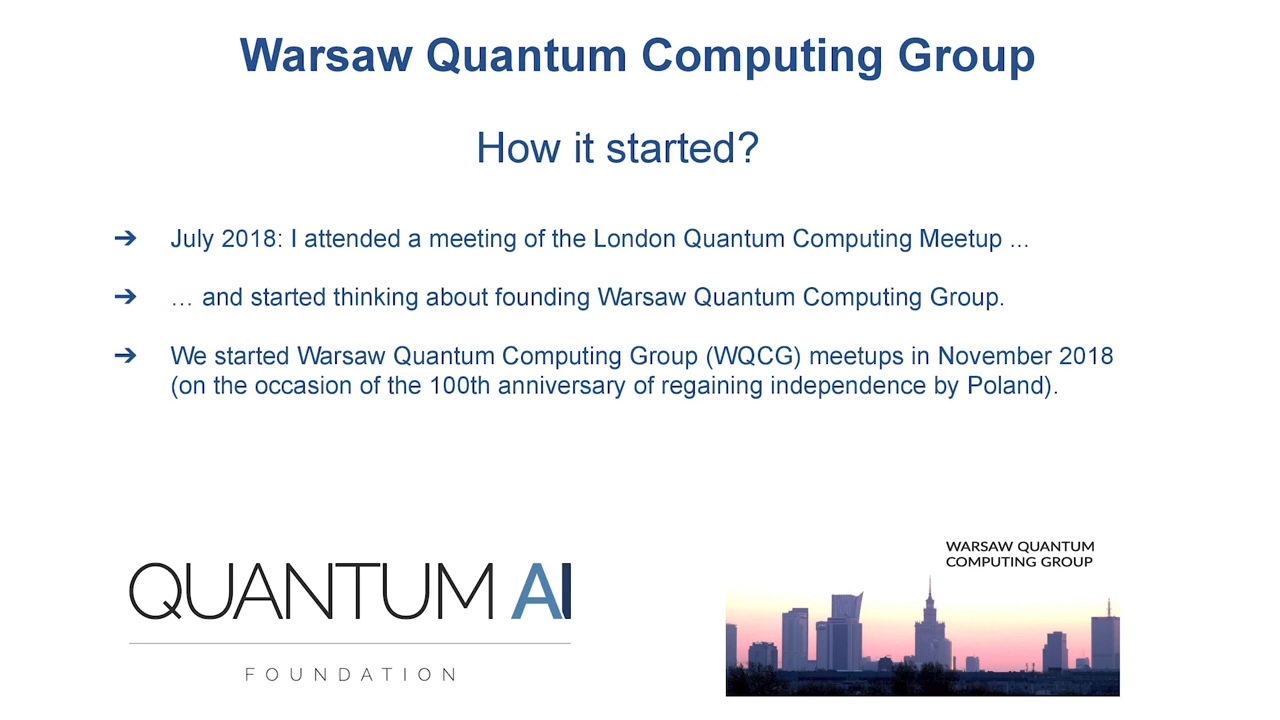 Warsaw Quantum Computing Group
How it started?
➔ July 2018: I attended a meeting of the London Quantum Computing Meetup ...
➔ … and started thinking about founding Warsaw Quantum Computing Group.
➔ We started Warsaw Quantum Computing Group (WQCG) meetups in November 2018
(on the occasion of the 100th anniversary of regaining independence by Poland).
QUANTUM AI
FOUNDATION
WARSAW QUANTUM
COMPUTING GROUP